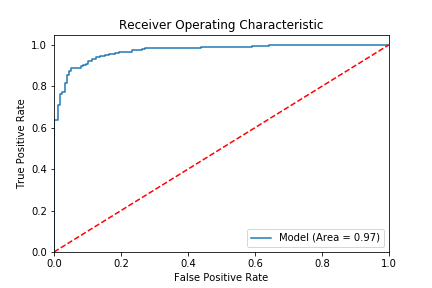 Receiver Operating Characteristic
True Positive Rate
1.0
0.8
0.6
0.4
0.2
0.0
Model (Area = 0.97)
0.0 0.2 0.4 0.6 0.8 1.0
False Positive Rate